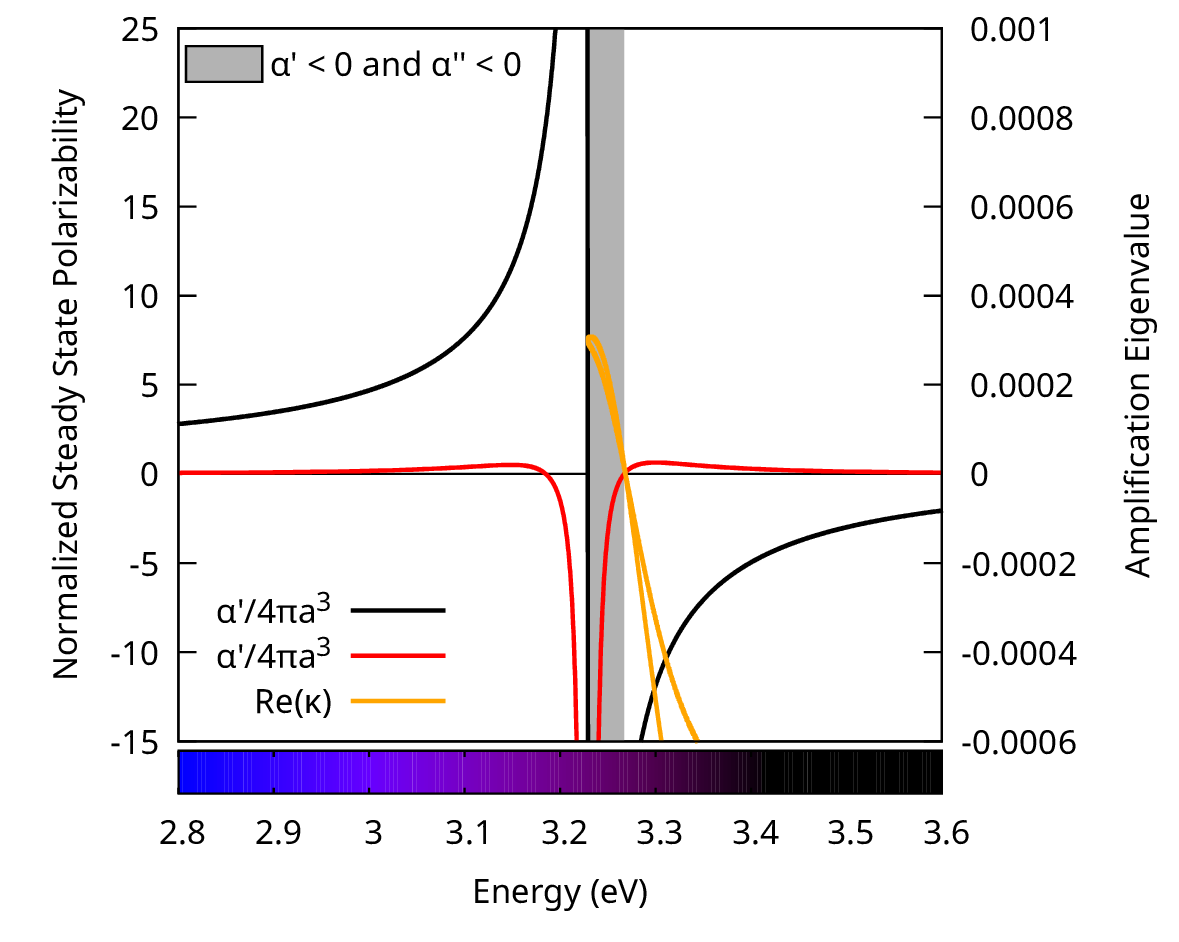 Normalized Steady State Polarizability
25
20
15
10
5
0
-5
-10
-15
α' < 0 and α'' < 0
α'/4πa³
α'/4πa³
Re(κ)
0.001
0.0008
0.0006
0.0004
0.0002
0
-0.0002
-0.0004
-0.0006
Amplification Eigenvalue
2.8 2.9 3 3.1 3.2 3.3 3.4 3.5 3.6
Energy (eV)